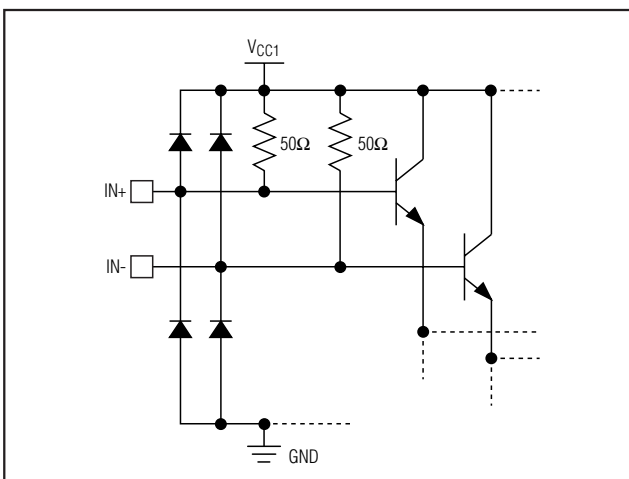 VCC1
50Ω 50Ω
IN+
IN-
GND